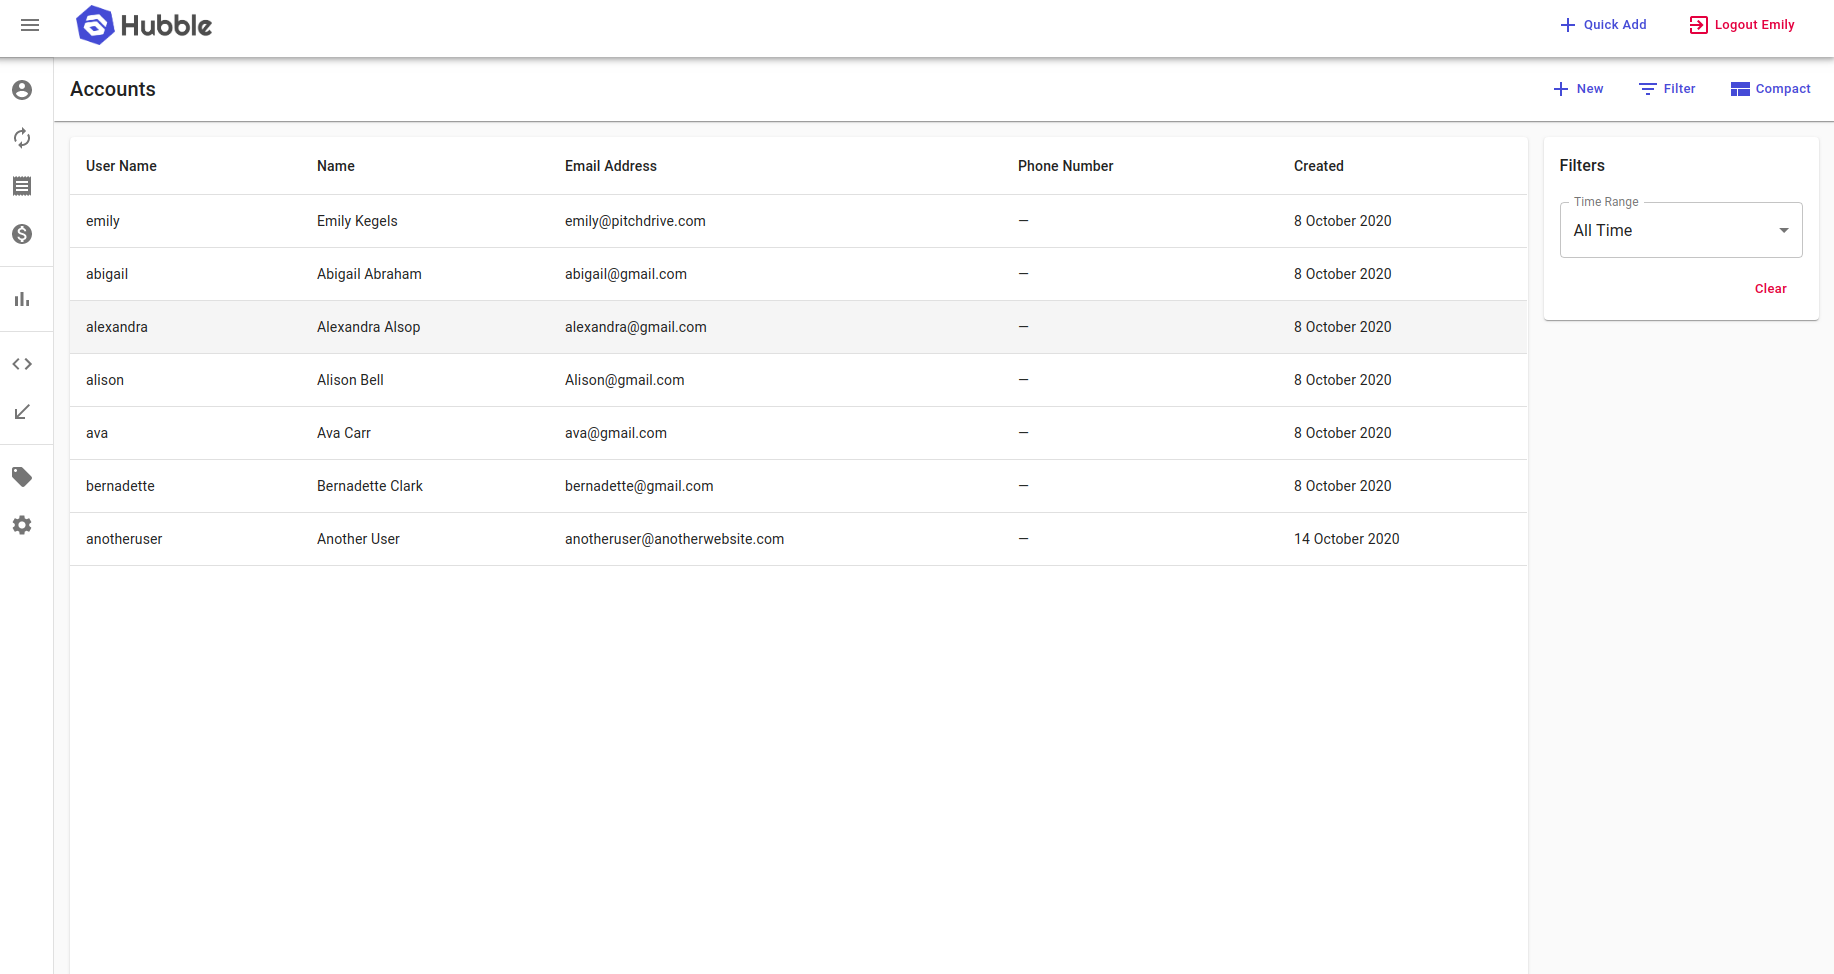 Hubble
Quick Add
Logout Emily
Accounts
New
Filter
Compact
User Name Name Email Address Phone Number Created
emily Emily Kegels emily@pitchdrive.com — 8 October 2020
abigail Abigail Abraham abigail@gmail.com — 8 October 2020
alexandra Alexandra Alsop alexandra@gmail.com — 8 October 2020
alison Alison Bell Alison@gmail.com — 8 October 2020
ava Ava Carr ava@gmail.com — 8 October 2020
bernadette Bernadette Clark bernadette@gmail.com — 8 October 2020
anotheruser Another User anotheruser@anotherwebsite.com — 14 October 2020
Filters
Time Range
All Time
Clear